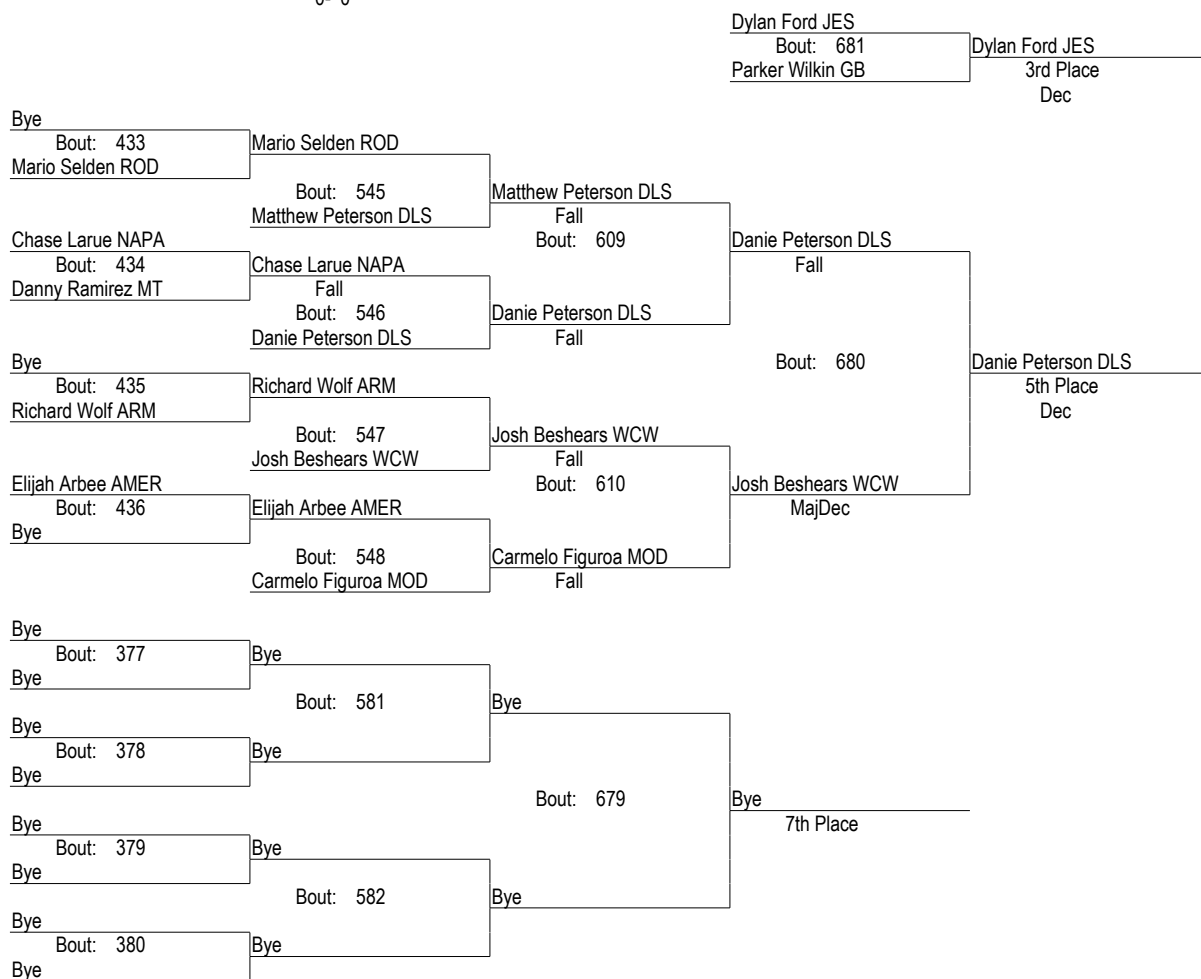 0- 0
Dylan Ford JES
Bout: 681 Dylan Ford JES
Parker Wilkin GB 3rd Place
Dec
Bye
Bout: 433 Mario Selden ROD
Mario Selden ROD
Bout: 545 Matthew Peterson DLS
Matthew Peterson DLS Fall
Chase Larue NAPA Bout: 609 Danie Peterson DLS
Bout: 434 Chase Larue NAPA Fall
Danny Ramirez MT Fall
Bout: 546 Danie Peterson DLS
Danie Peterson DLS Fall
Bye Bout: 680 Danie Peterson DLS
Bout: 435 Richard Wolf ARM 5th Place
Richard Wolf ARM Dec
Bout: 547 Josh Beshears WCW
Josh Beshears WCW Fall
Elijah Arbee AMER Bout: 610 Josh Beshears WCW
Bout: 436 Elijah Arbee AMER MajDec
Bye
Bout: 548 Carmelo Figuroa MOD
Carmelo Figuroa MOD Fall
Bye
Bout: 377 Bye
Bye
Bout: 581 Bye
Bye
Bout: 378 Bye
Bye
Bout: 679 Bye
Bye 7th Place
Bout: 379 Bye
Bye
Bout: 582 Bye
Bye
Bout: 380 Bye
Bye